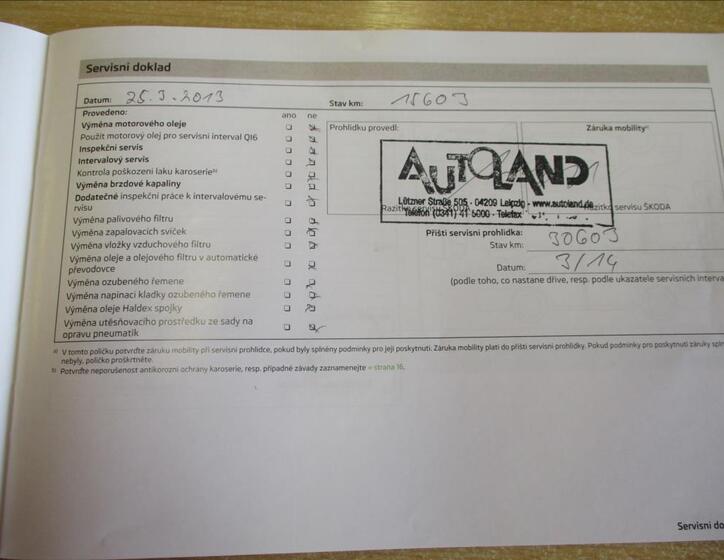 Servisní doklad
Datum: 25.3.2013 Stav km: 15603
Provedeno: ano ne
Výměna motorového oleje
Použit motorový olej pro servisní interval QI6
Inspekční servis
Intervalový servis
Kontrola poškození laku karoserie b)
Výměna brzdové kapaliny
Dodatečné inspekční práce k intervalovému se-
rvisu
Výměna palivového filtru
Výměna zapalovacích svíček
Výměna vložky vzduchového filtru
Výměna oleje a olejového filtru v automatické
převodovce
Výměna ozubeného řemene
Výměna napínací kladky ozubeného řemene
Výměna oleje Haldex spojky
Výměna utěsňovacího prostředku ze sady na
opravu pneumatik
Prohlídku provedl: Záruka mobility a)
AUTOLAND
Lützner Straße 505 · 04209 Leipzig · www.autoland.de
Telefon (0341) 41 5000 · Telefax
Razítko servisu ŠKODA Razítko servisu ŠKODA
Příští servisní prohlídka:
Stav km: 30603
Datum: 3/14
(podle toho, co nastane dříve, resp. podle ukazatele servisních interva
a) V tomto políčku potvrďte záruku mobility při servisní prohlídce, pokud byly splněny podmínky pro její poskytnutí. Záruka mobility platí do příští servisní prohlídky. Pokud podmínky pro poskytnutí záruky spln
nebyly, políčko proškrtněte.
b) Potvrďte neporušenost antikorozní ochrany karoserie, resp. případné závady zaznamenejte » strana 16.
Servisní do